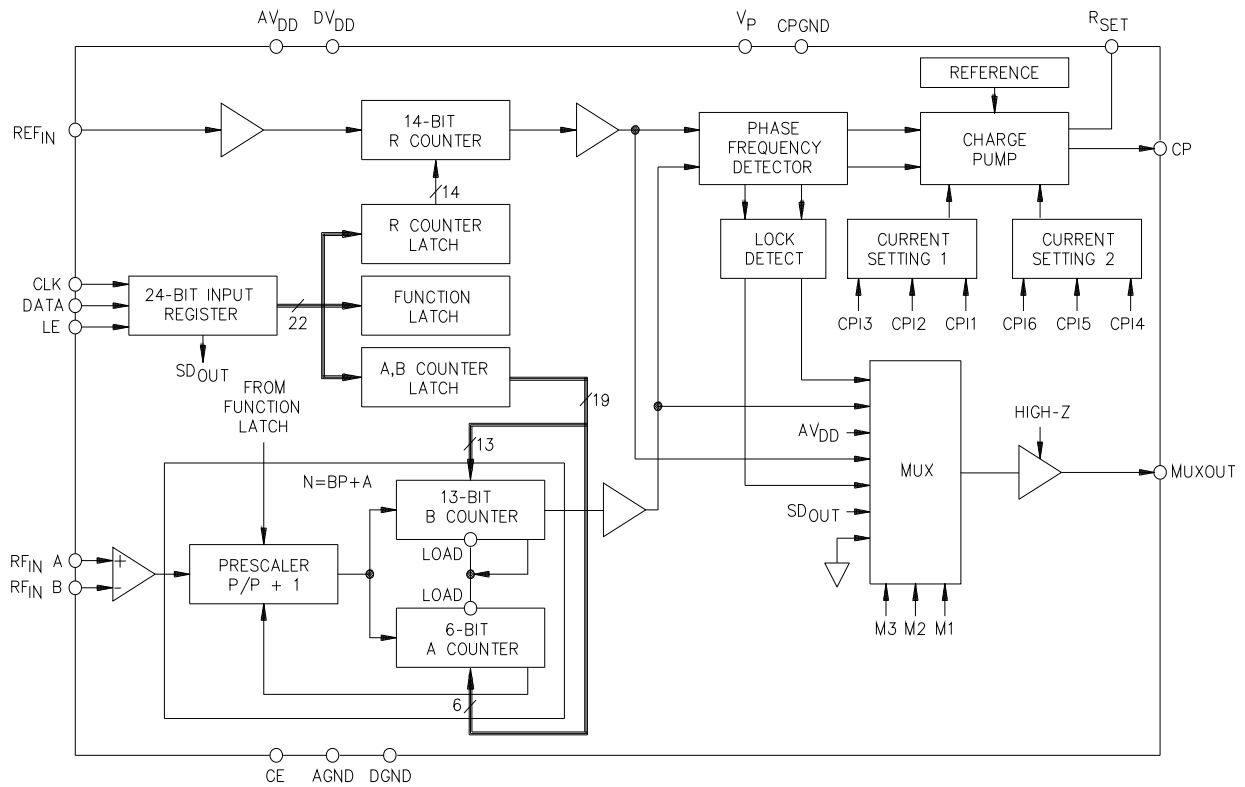 AVDD DVDD VP CPGND RSET
REFERENCE
REFIN
14-BIT
R COUNTER
PHASE
FREQUENCY
DETECTOR
CHARGE
PUMP
CP
14
R COUNTER
LATCH
LOCK
DETECT
CURRENT
SETTING 1
CURRENT
SETTING 2
CLK
DATA
LE
24-BIT INPUT
REGISTER
22
FUNCTION
LATCH
CPI3 CPI2 CPI1 CPI6 CPI5 CPI4
SDOUT
A,B COUNTER
LATCH
FROM
FUNCTION
LATCH
19
13
HIGH-Z
AVDD
MUX
MUXOUT
N=BP+A
13-BIT
B COUNTER
SDOUT
LOAD
RFIN A
RFIN B
+
-
PRESCALER
P/P + 1
LOAD
6-BIT
A COUNTER
M3 M2 M1
6
CE AGND DGND